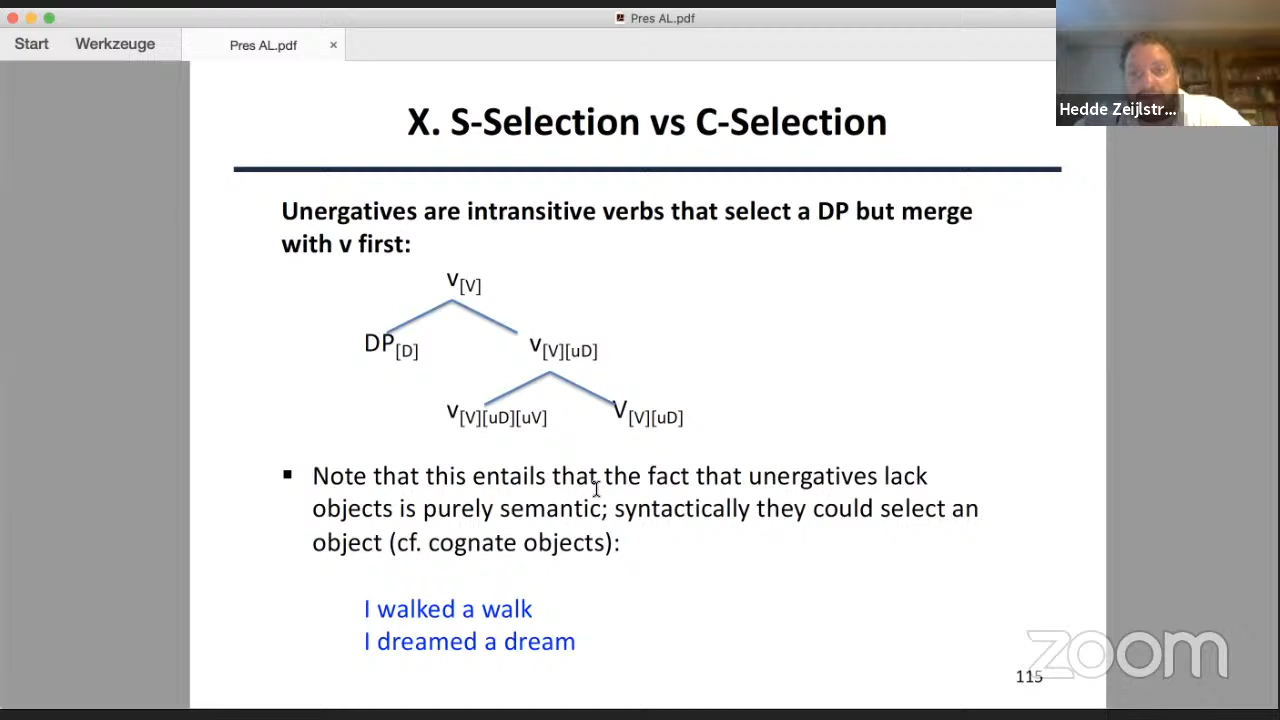 Pres AL.pdf
Start Werkzeuge Pres AL.pdf ×
Hedde Zeijlstr...
X. S-Selection vs C-Selection
Unergatives are intransitive verbs that select a DP but merge
with v first:
v[V]
DP[D] v[V][uD]
v[V][uD][uV] V[V][uD]
▪ Note that this entails that the fact that unergatives lack
objects is purely semantic; syntactically they could select an
object (cf. cognate objects):
I walked a walk
I dreamed a dream
zoom
115